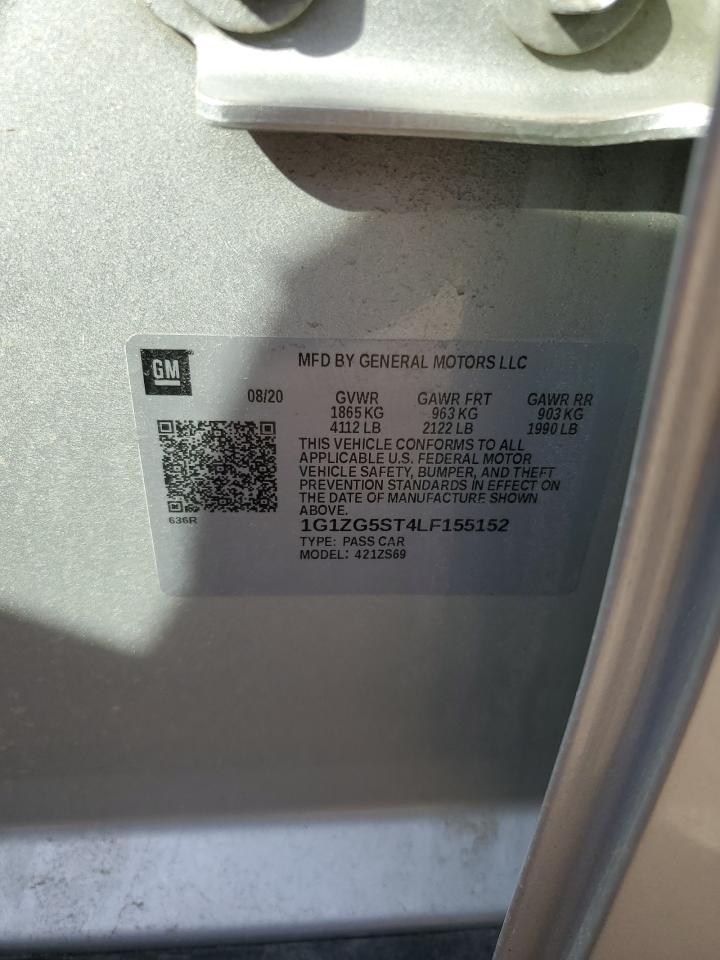 GM
MFD BY GENERAL MOTORS LLC
08/20 GVWR GAWR FRT GAWR RR
1865 KG 963 KG 903 KG
4112 LB 2122 LB 1990 LB
THIS VEHICLE CONFORMS TO ALL
APPLICABLE U.S. FEDERAL MOTOR
VEHICLE SAFETY, BUMPER, AND THEFT
PREVENTION STANDARDS IN EFFECT ON
THE DATE OF MANUFACTURE SHOWN
ABOVE.
636R
1G1ZG5ST4LF155152
TYPE: PASS CAR
MODEL: 421ZS69